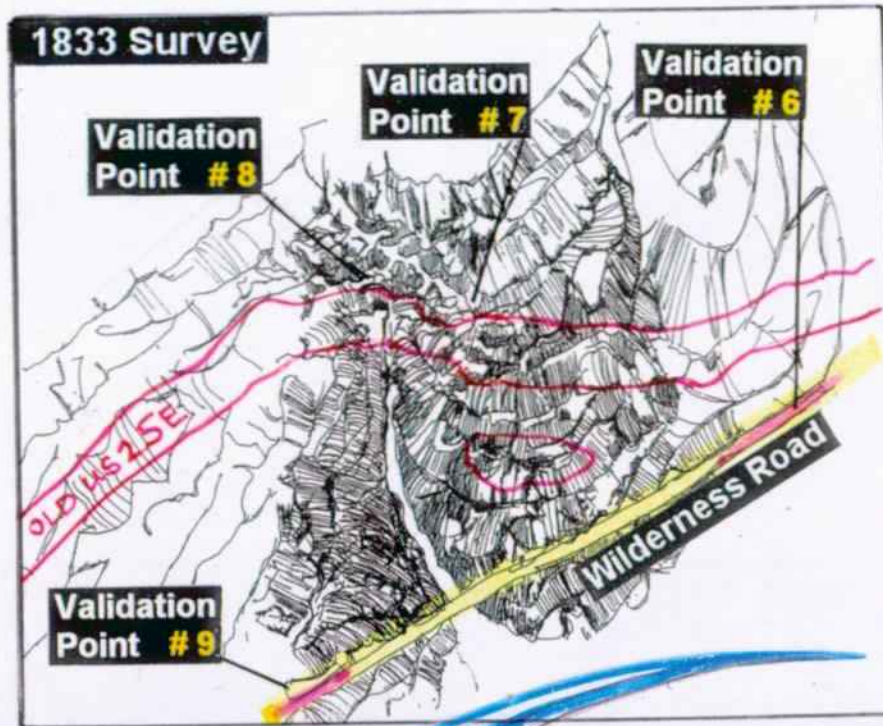 1833 Survey
Validation
Point # 6
Validation
Point # 7
Validation
Point # 8
OLD US 25E
Wilderness Road
Validation
Point # 9